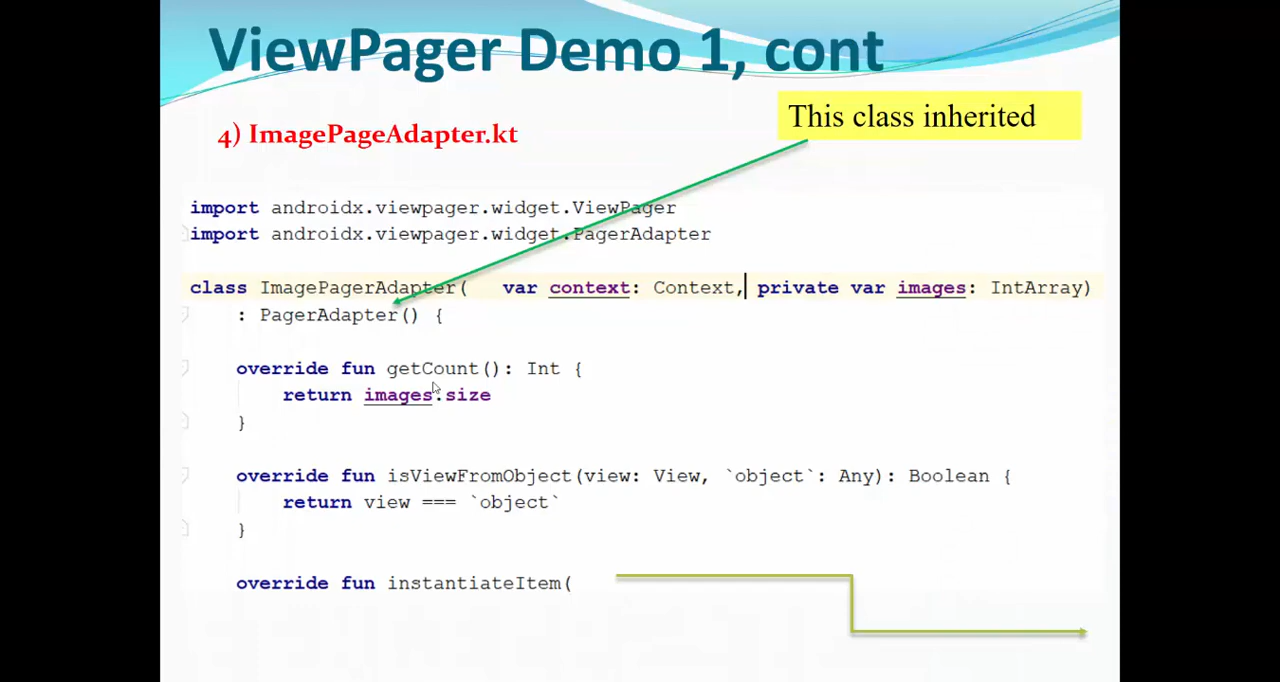 ViewPager Demo 1, cont
This class inherited
4) ImagePageAdapter.kt
import androidx.viewpager.widget.ViewPager
import androidx.viewpager.widget.PagerAdapter
class ImagePagerAdapter( var context: Context, private var images: IntArray)
: PagerAdapter() {
override fun getCount(): Int {
return images.size
}
override fun isViewFromObject(view: View, `object`: Any): Boolean {
return view === `object`
}
override fun instantiateItem(